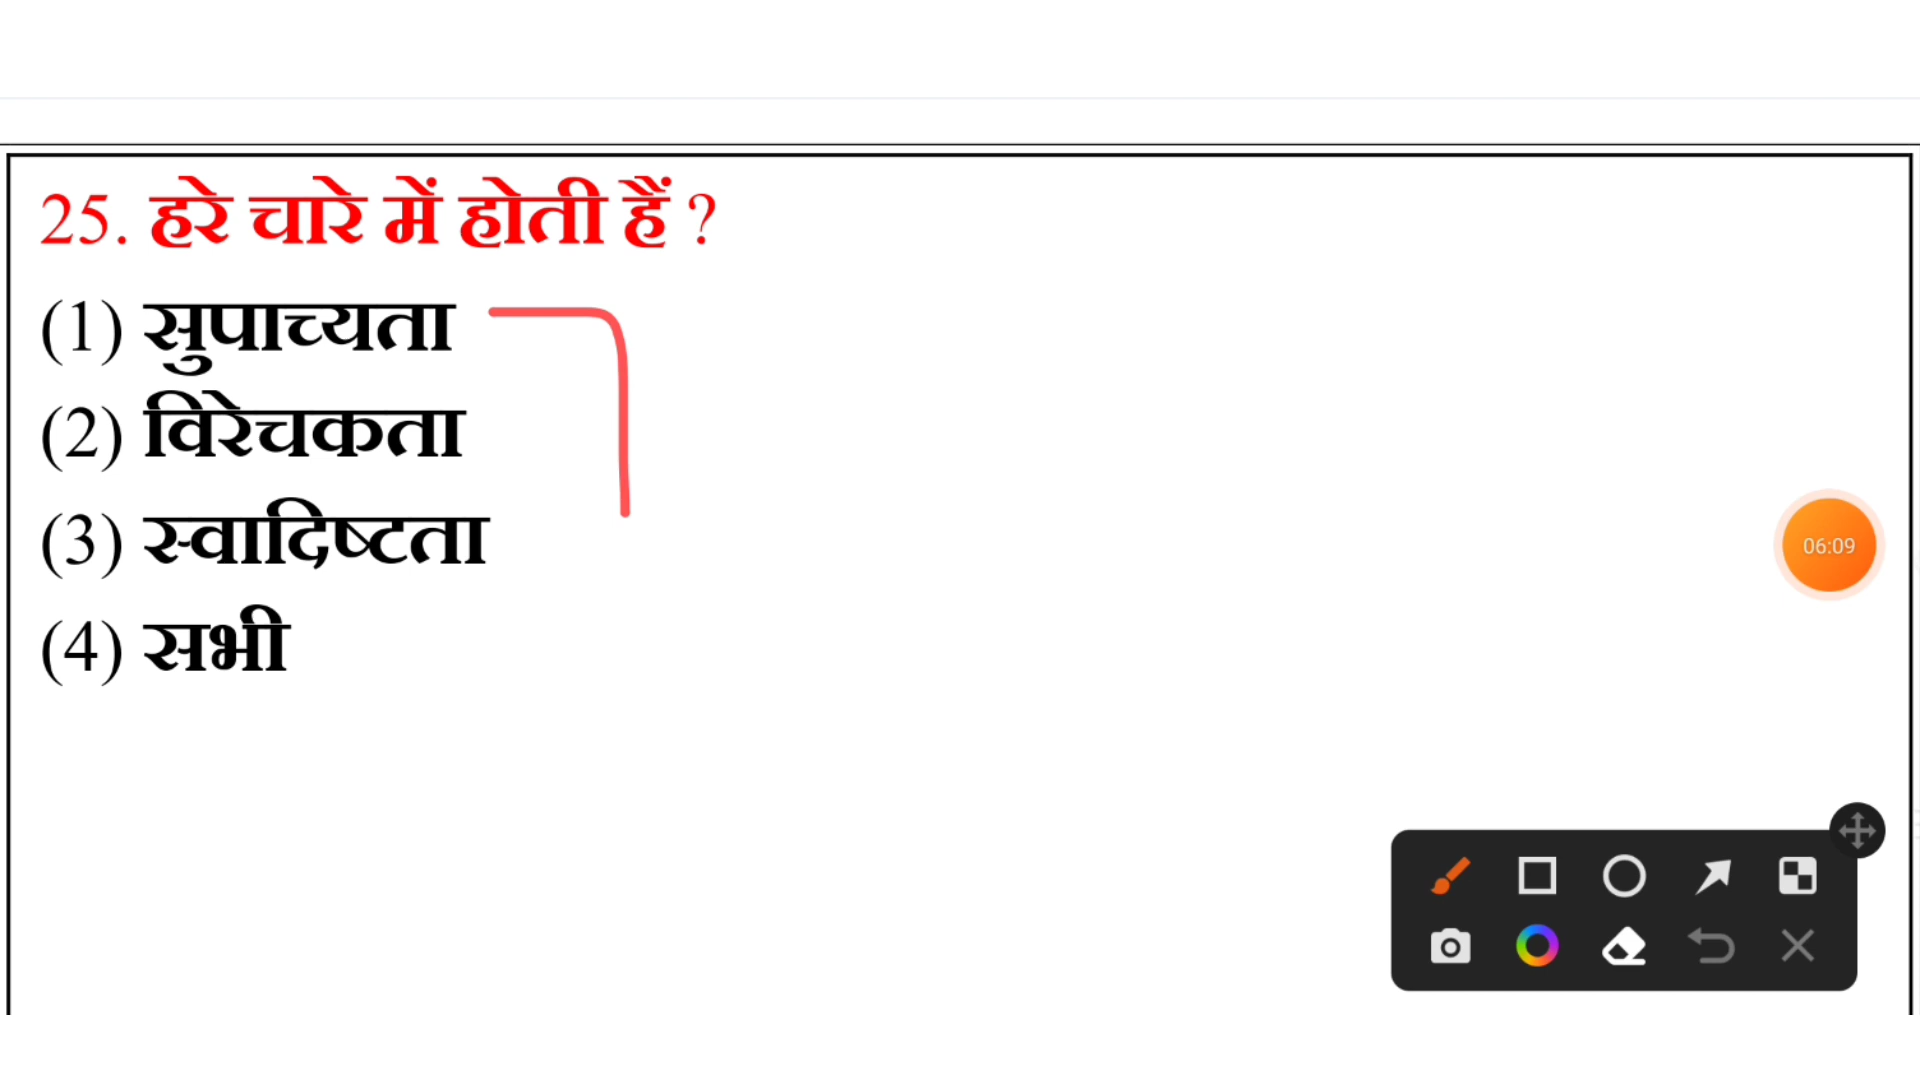 25. हरे चारे में होती हैं ?
(1) सुपाच्यता
(2) विरेचकता
(3) स्वादिष्टता
(4) सभी
06:09